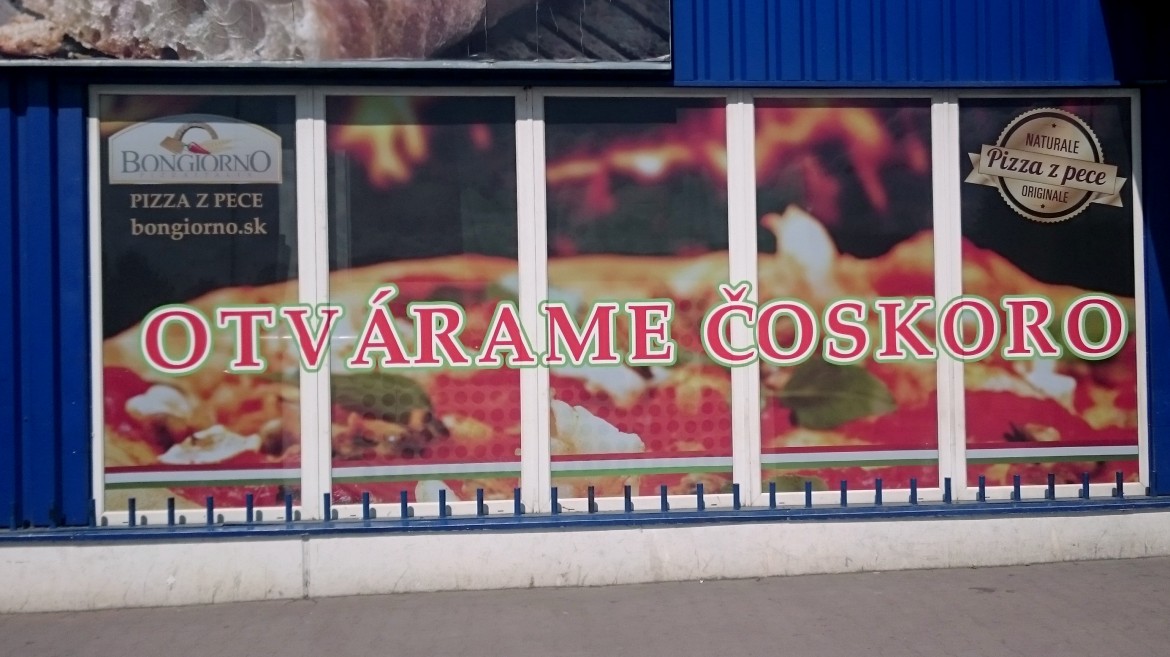 BONGIORNO
PIZZA Z PECE
bongiorno.sk
NATURALE
Pizza z pece
ORIGINALE
OTVÁRAME ČOSKORO